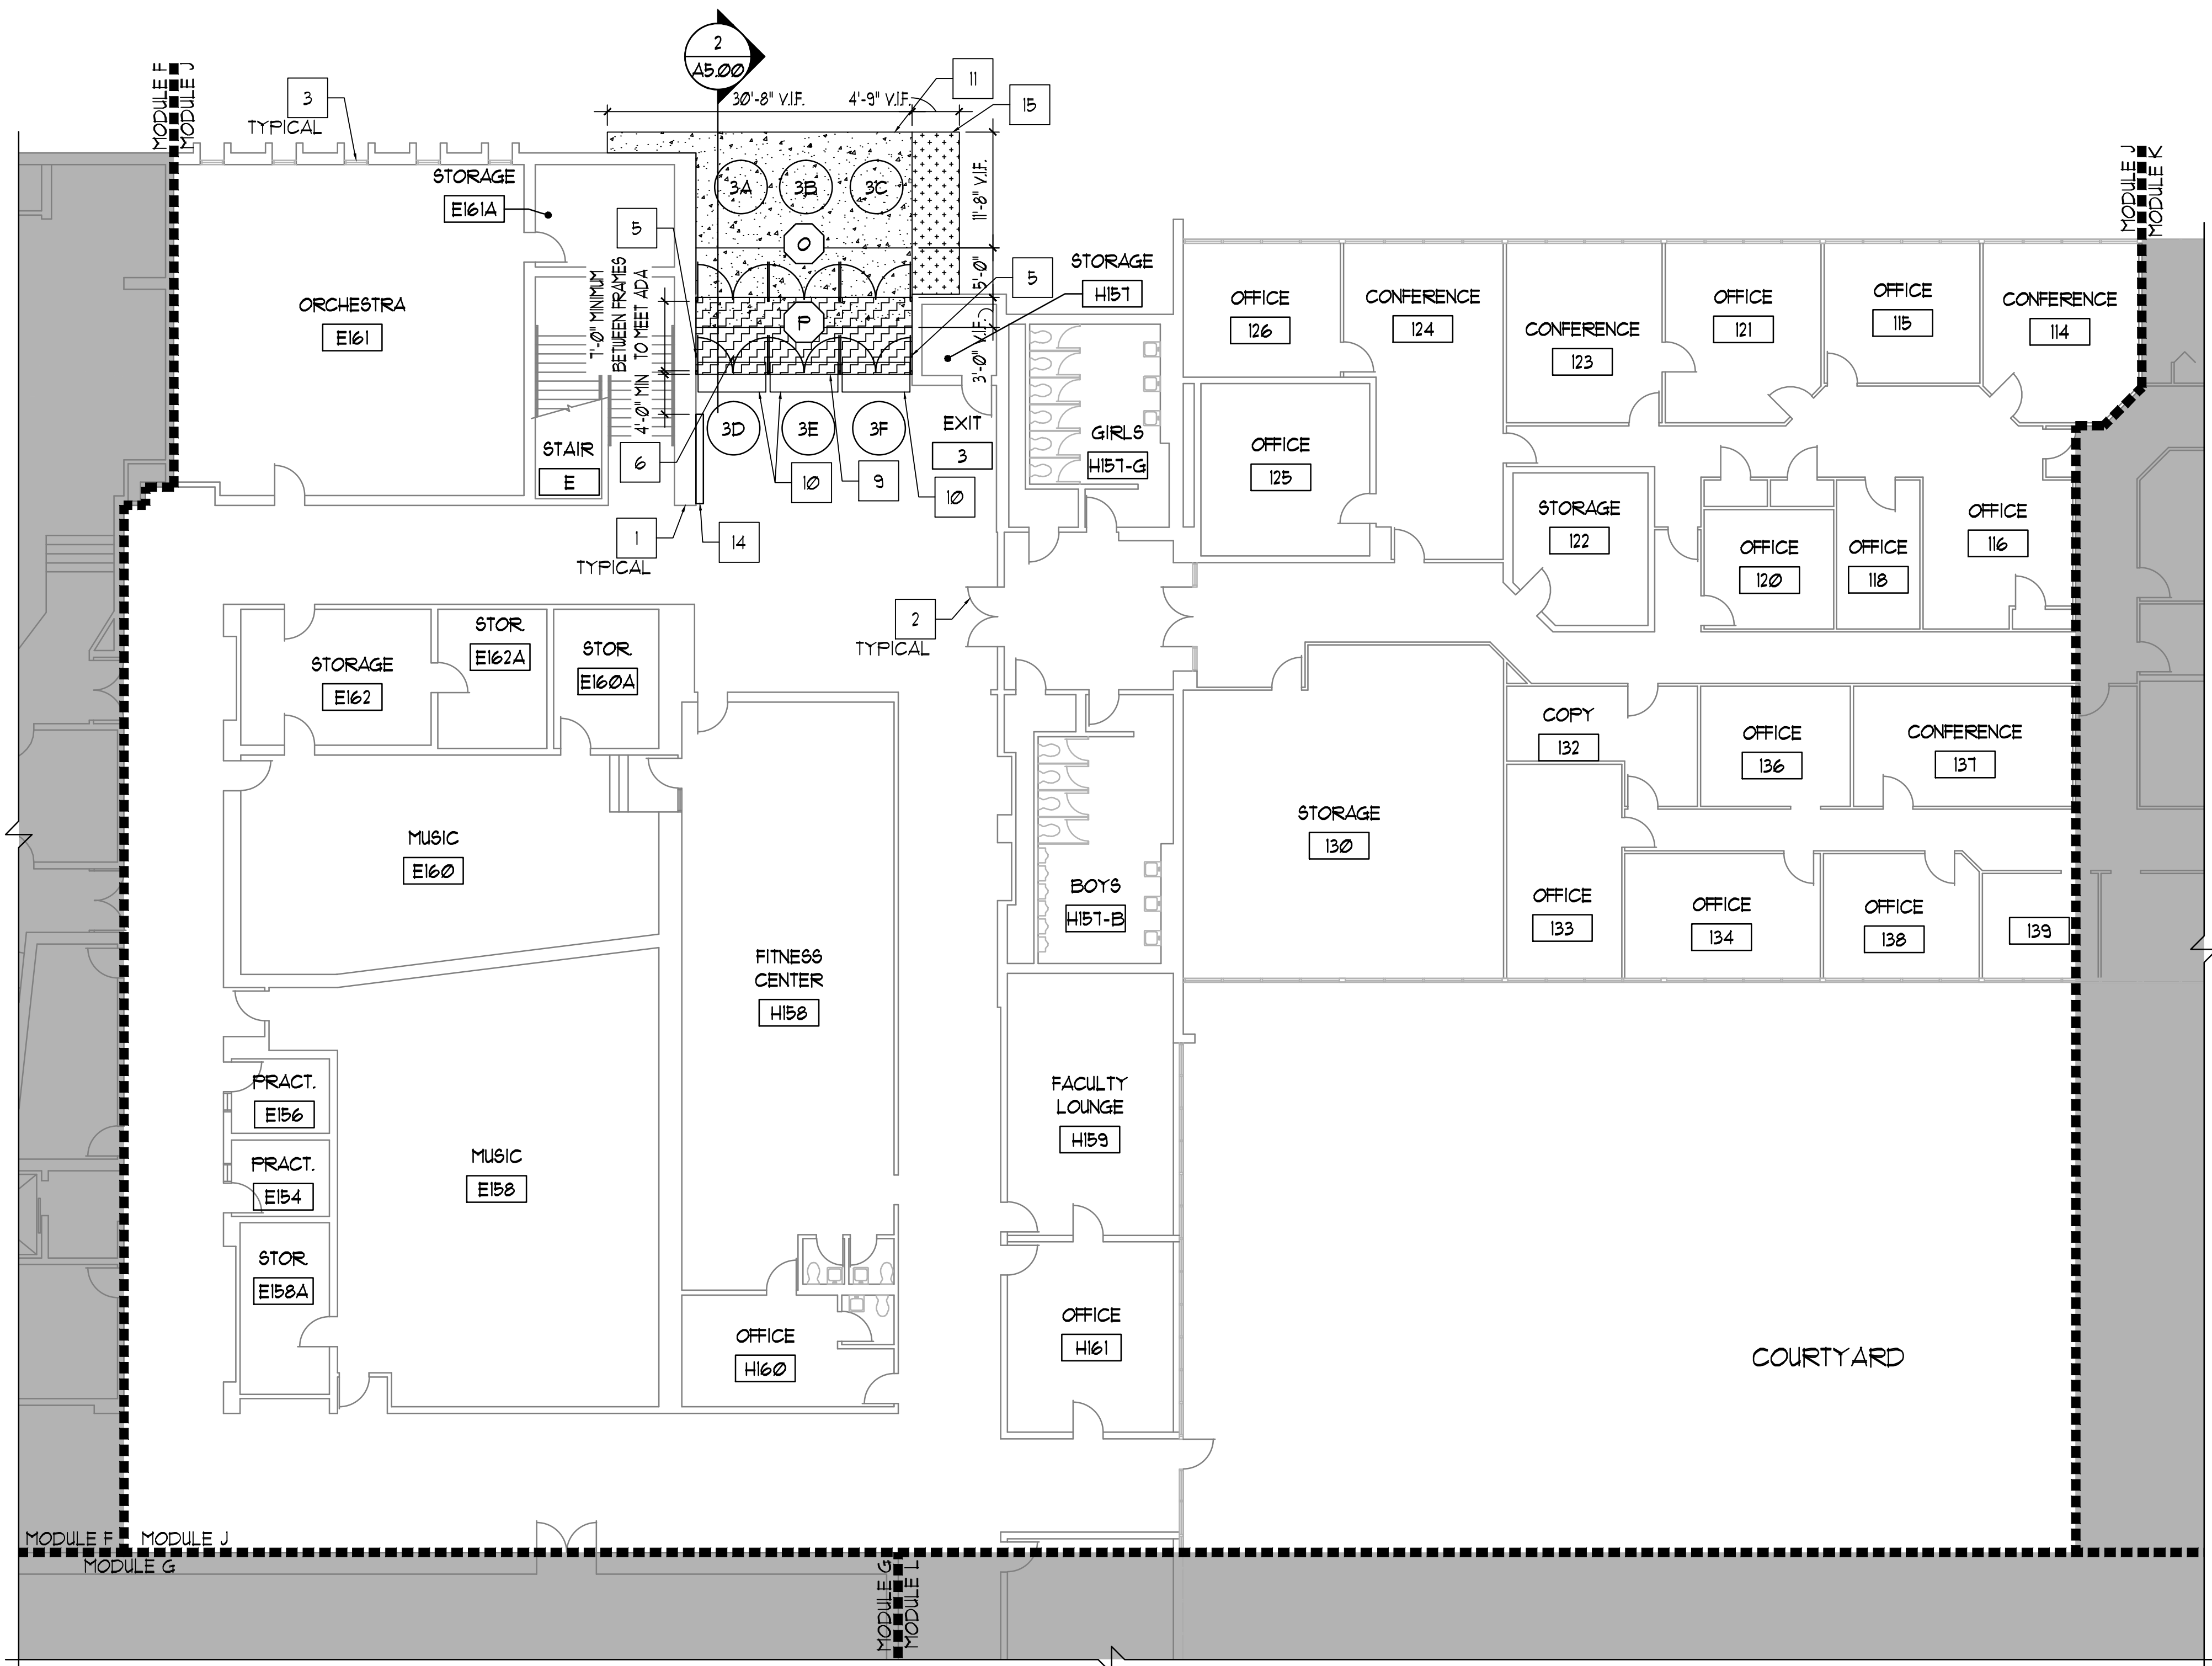 2
A5.00
MODULE F
MODULE J
3
TYPICAL
30'-8" V.I.F.
4'-9" V.I.F.
11
15
MODULE J
MODULE K
STORAGE
E161A
3A
3B
3C
11'-8" V.I.F.
5
O
5'-0"
5
STORAGE
H157
ORCHESTRA
E161
7'-0" MINIMUM
BETWEEN FRAMES
TO MEET ADA
P
3'-0" V.I.F.
4'-0" MIN
OFFICE
126
CONFERENCE
124
CONFERENCE
123
OFFICE
121
OFFICE
115
CONFERENCE
114
3D
3E
3F
EXIT
3
STAIR
E
6
10
9
10
GIRLS
H157-G
OFFICE
125
STORAGE
122
OFFICE
120
OFFICE
118
OFFICE
116
1
TYPICAL
14
2
TYPICAL
STORAGE
E162
STOR.
E162A
STOR.
E160A
COPY
132
OFFICE
136
CONFERENCE
137
MUSIC
E160
STORAGE
130
BOYS
H157-B
OFFICE
133
OFFICE
134
OFFICE
138
139
FITNESS
CENTER
H158
PRACT.
E156
FACULTY
LOUNGE
H159
PRACT.
E154
MUSIC
E158
STOR.
E158A
OFFICE
H160
OFFICE
H161
COURTYARD
MODULE F
MODULE J
MODULE G
MODULE G
MODULE L